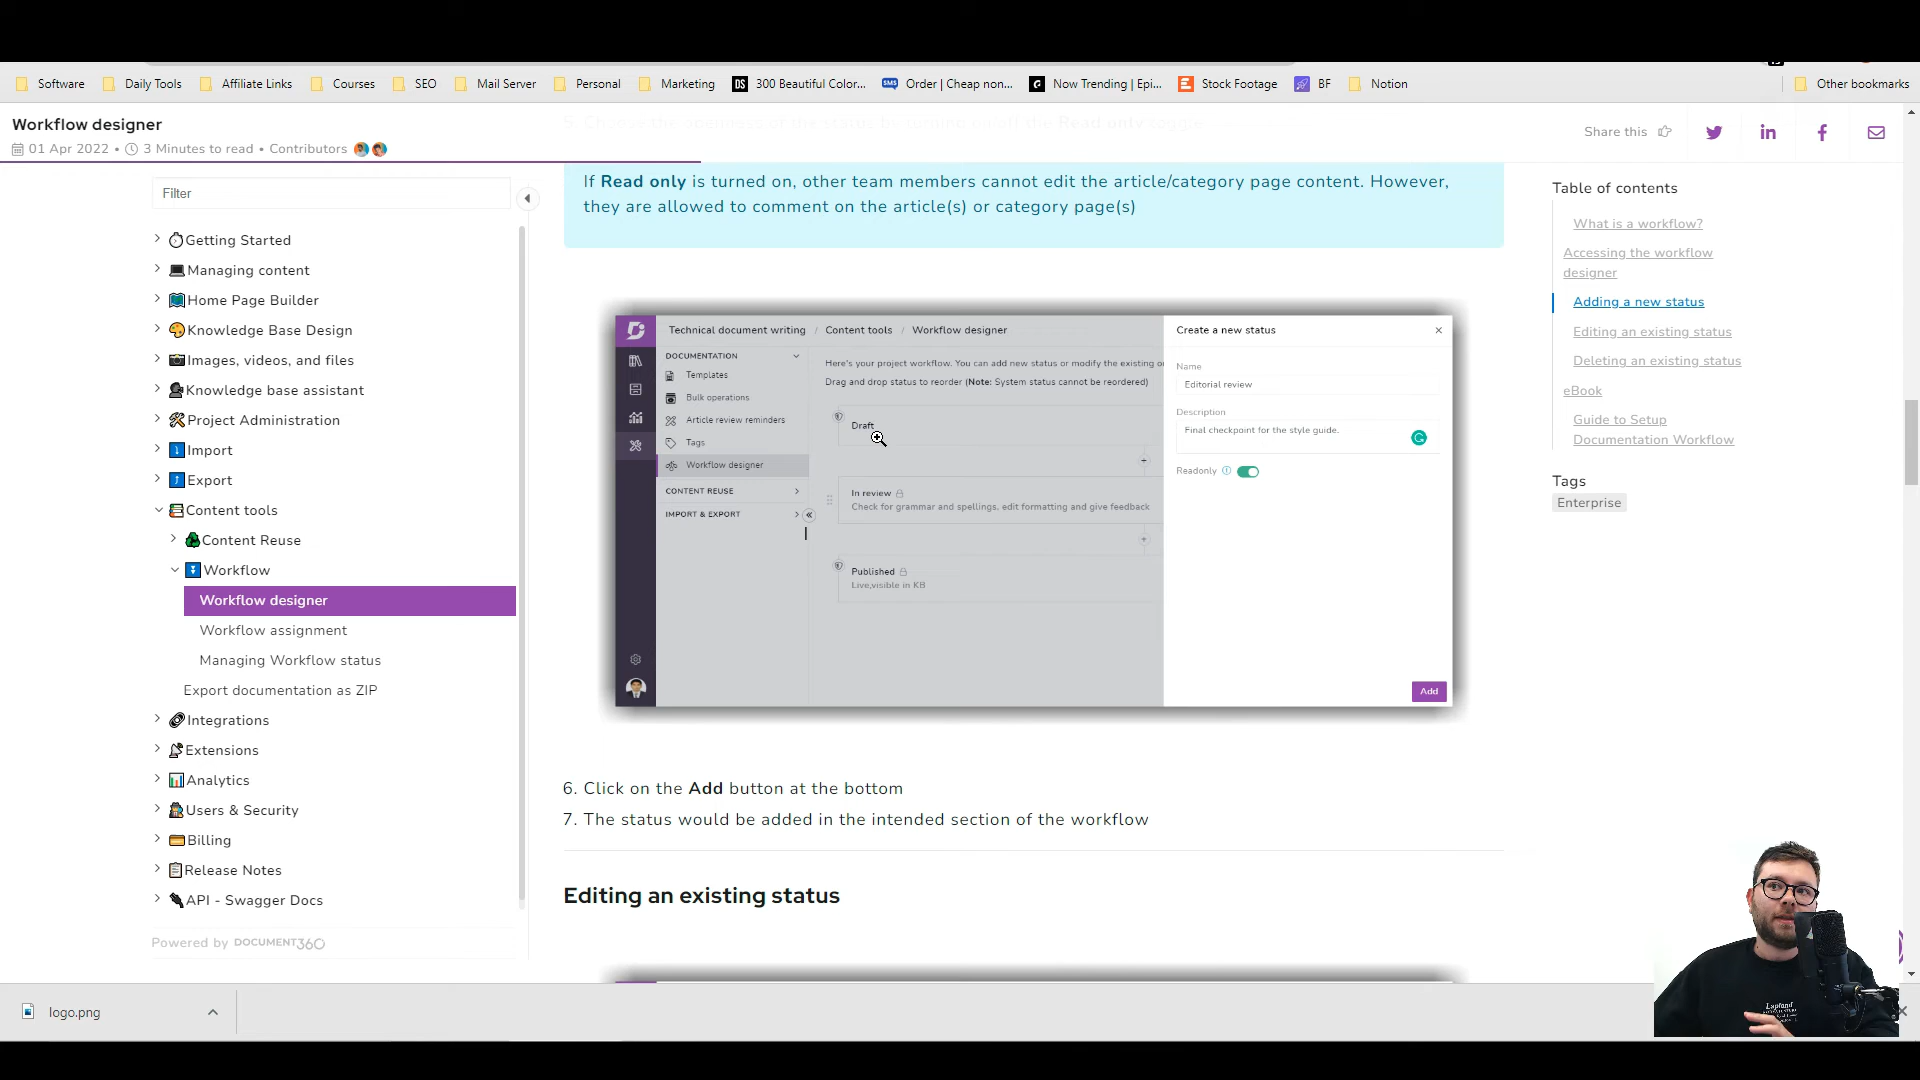 Software
Daily Tools
Affiliate Links
Courses
SEO
Mail Server
Personal
Marketing
300 Beautiful Color...
Order | Cheap non...
Now Trending | Epi...
Stock Footage
BF
Notion
Other bookmarks
Workflow designer
01 Apr 2022 • 3 Minutes to read • Contributors
Share this
Filter
Getting Started
Managing content
Home Page Builder
Knowledge Base Design
Images, videos, and files
Knowledge base assistant
Project Administration
Import
Export
Content tools
Content Reuse
Workflow
Workflow designer
Workflow assignment
Managing Workflow status
Export documentation as ZIP
Integrations
Extensions
Analytics
Users & Security
Billing
Release Notes
API - Swagger Docs
Powered by DOCUMENT360
If Read only is turned on, other team members cannot edit the article/category page content. However,
they are allowed to comment on the article(s) or category page(s)
Technical document writing / Content tools / Workflow designer
DOCUMENTATION
Templates
Bulk operations
Article review reminders
Tags
Workflow designer
CONTENT REUSE
IMPORT & EXPORT
Here's your project workflow. You can add new status or modify the existing
Drag and drop status to reorder (Note: System status cannot be reordered)
Draft
In review
Check for grammar and spellings, edit formatting and give feedback
Published
Live,visible in KB
Create a new status
Name
Editorial review
Description
Final checkpoint for the style guide.
Readonly
Add
6. Click on the Add button at the bottom
7. The status would be added in the intended section of the workflow
Editing an existing status
Table of contents
What is a workflow?
Accessing the workflow
designer
Adding a new status
Editing an existing status
Deleting an existing status
eBook
Guide to Setup
Documentation Workflow
Tags
Enterprise
logo.png
Lapland